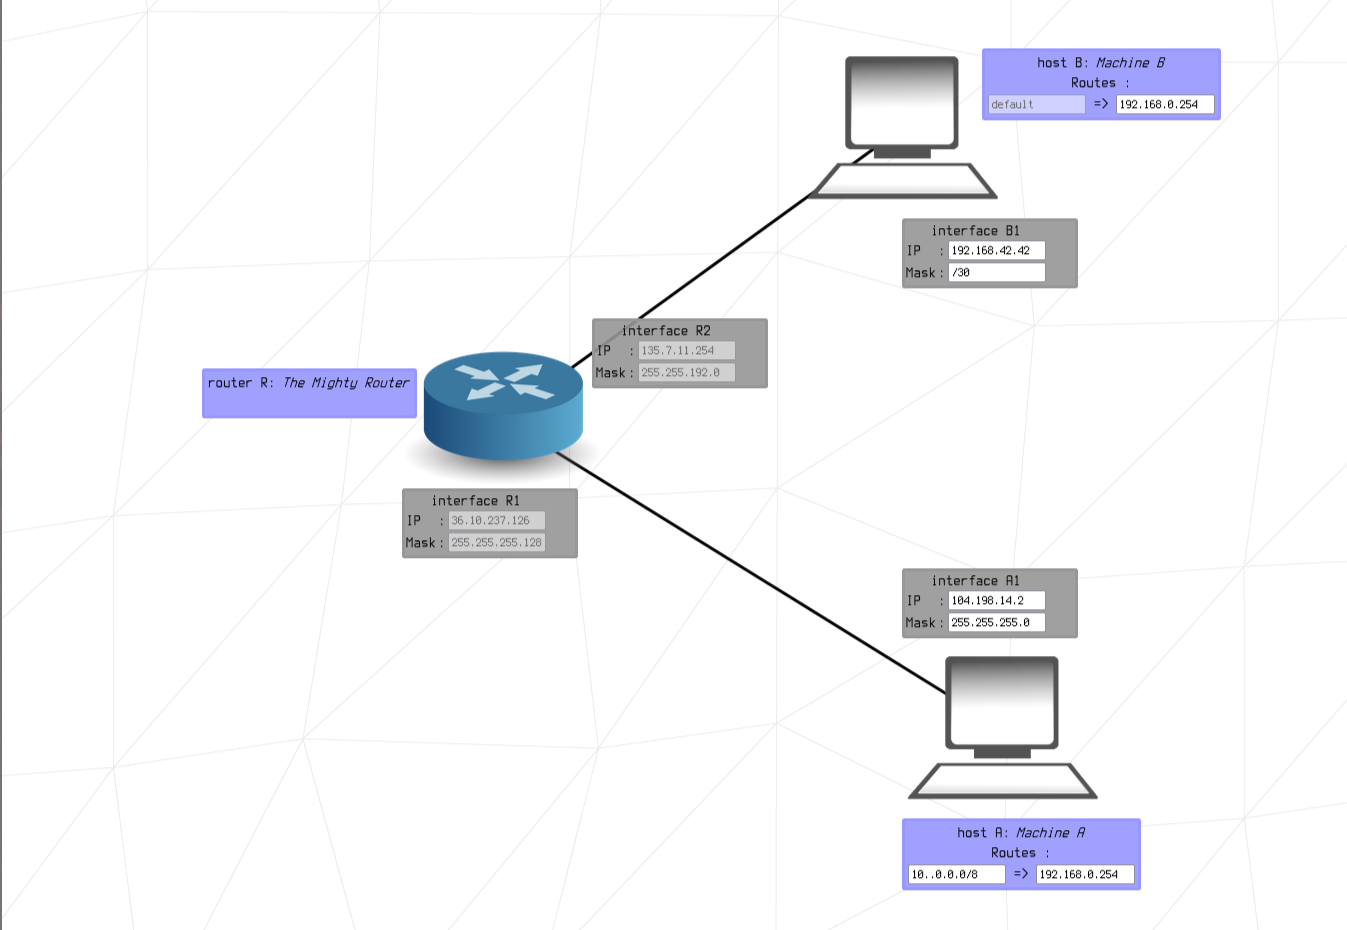 host B: Machine B
Routes :
default => 192.168.0.254
interface B1
IP : 192.168.42.42
Mask : /30
interface R2
IP : 135.7.11.254
Mask : 255.255.192.0
router R: The Mighty Router
interface R1
IP : 36.10.237.126
Mask : 255.255.255.128
interface A1
IP : 104.198.14.2
Mask : 255.255.255.0
host A: Machine A
Routes :
10..0.0.0/8 => 192.168.0.254